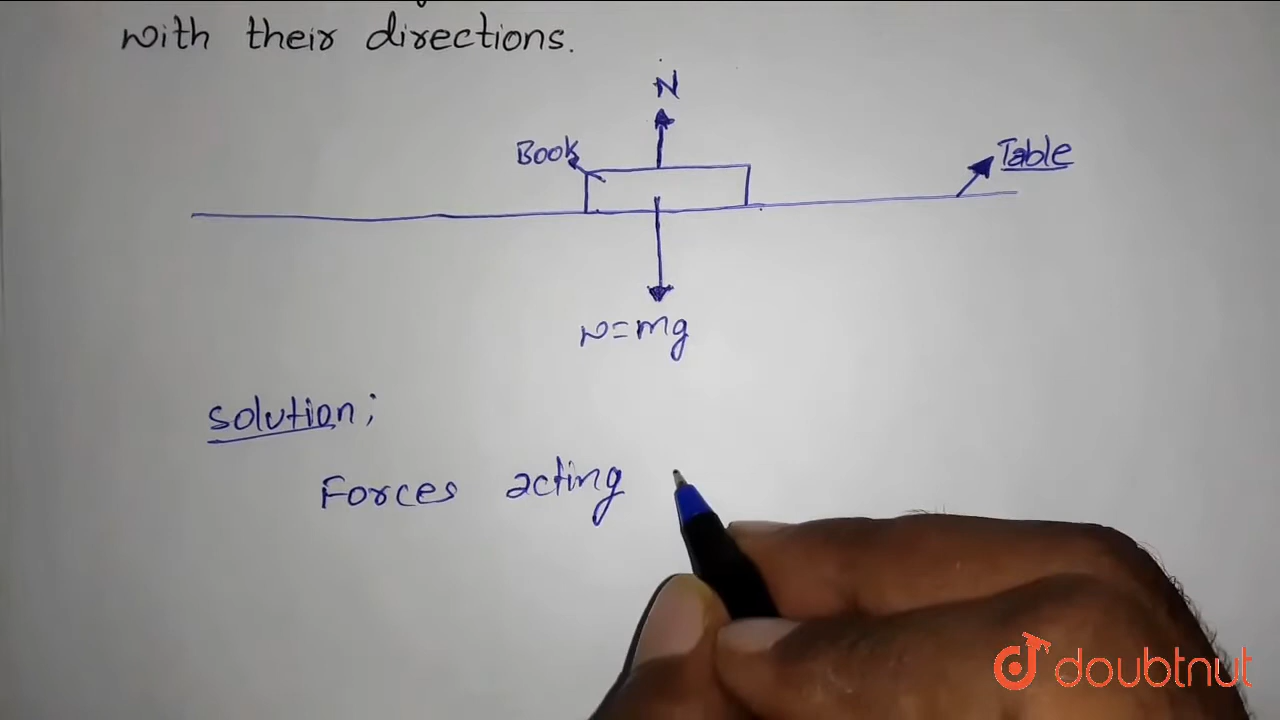 with their directions.
N
Book
Table
w=mg
Solution;
Forces acting
doubtnut